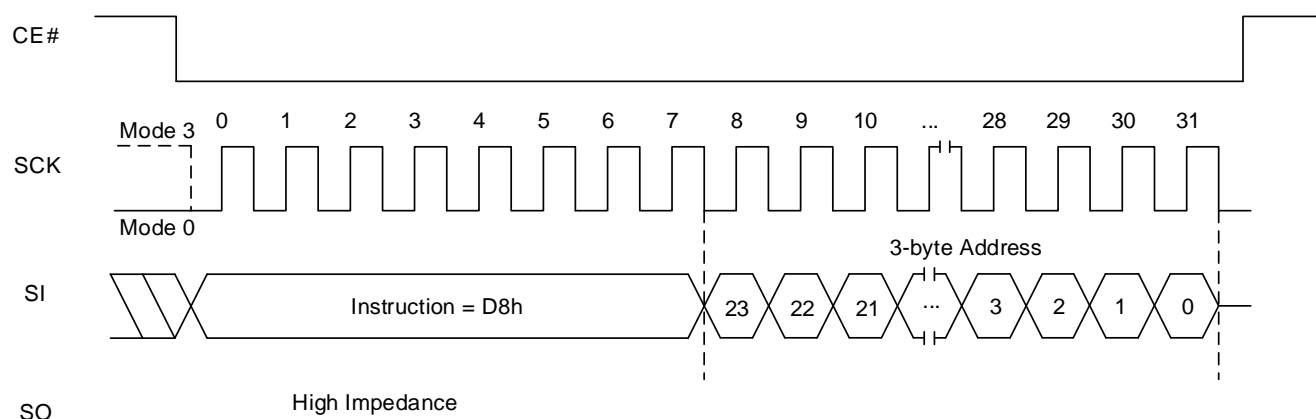 CE#
Mode 3
0 1 2 3 4 5 6 7 8 9 10 ... 28 29 30 31
SCK
Mode 0
3-byte Address
SI
Instruction = D8h
23 22 21 ... 3 2 1 0
High Impedance
SO